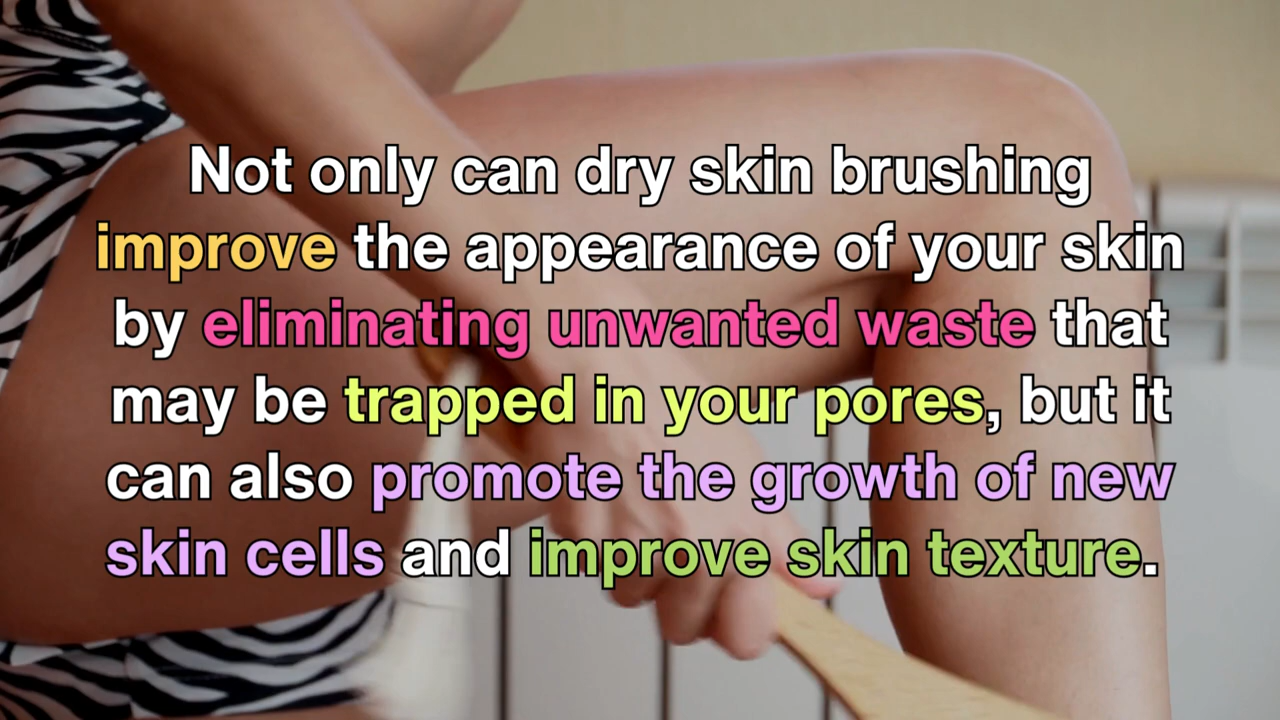 Not only can dry skin brushing
improve the appearance of your skin
by eliminating unwanted waste that
may be trapped in your pores, but it
can also promote the growth of new
skin cells and improve skin texture.